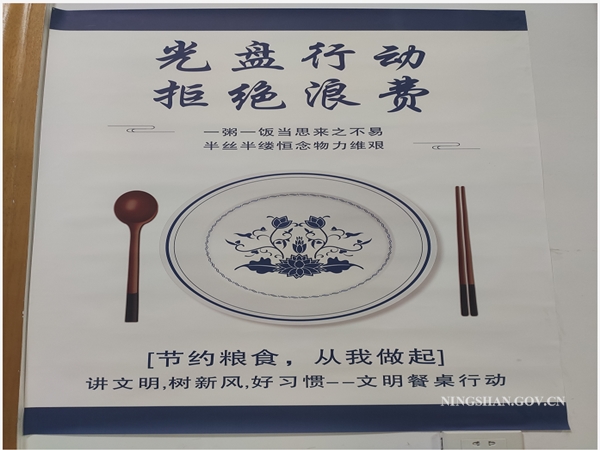 光盘行动
拒绝浪费
一粥一饭当思来之不易
半丝半缕恒念物力维艰
[节约粮食，从我做起]
讲文明,树新风,好习惯--文明餐桌行动
NINGSHAN.GOV.CN